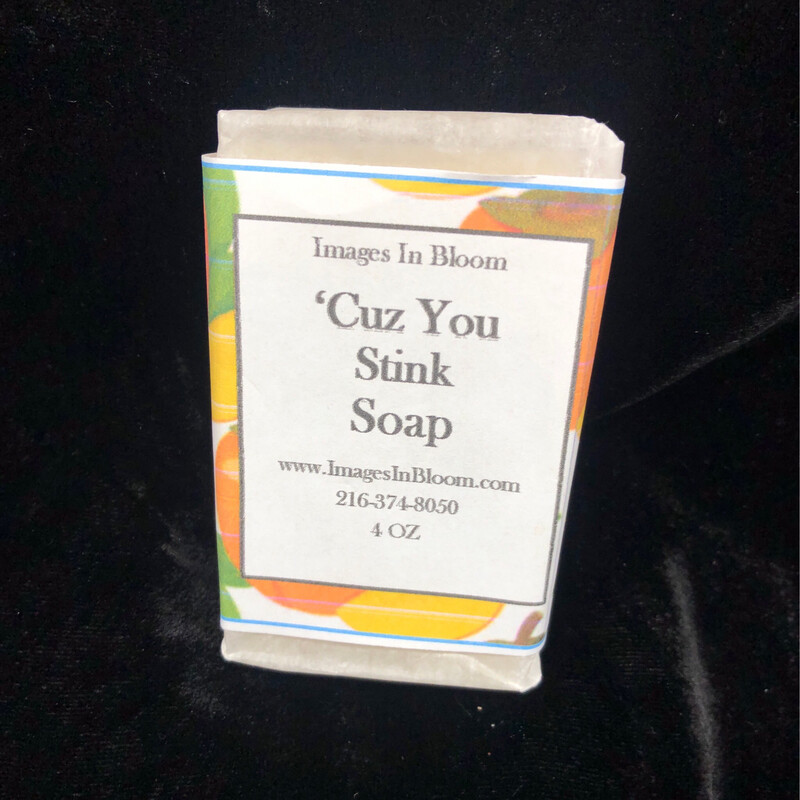 Images In Bloom
‘Cuz You
Stink
Soap
www.ImagesInBloom.com
216-374-8050
4 OZ